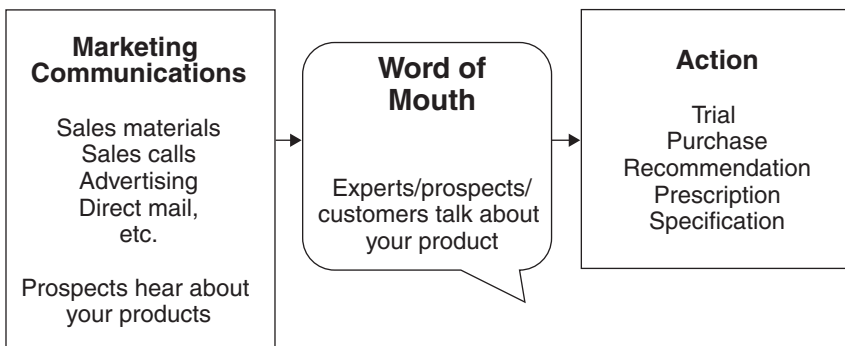 Marketing
Communications
Sales materials
Sales calls
Advertising
Direct mail,
etc.
Prospects hear about
your products
Word of
Mouth
Experts/prospects/
customers talk about
your product
Action
Trial
Purchase
Recommendation
Prescription
Specification